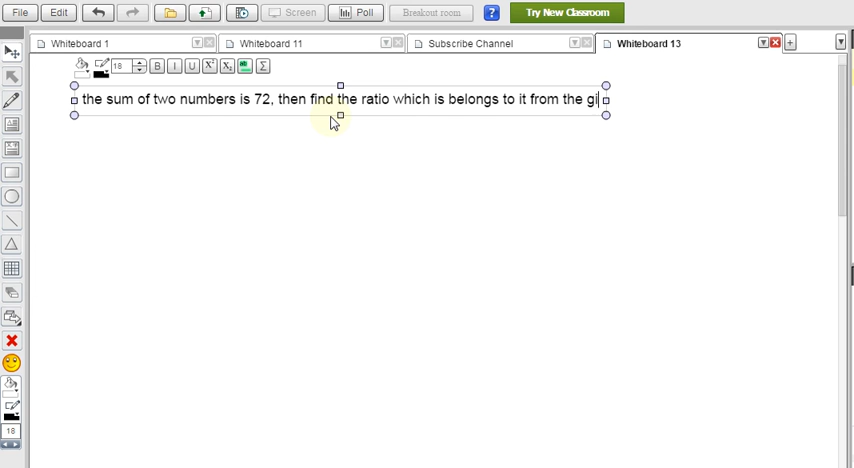 File Edit Screen Poll Breakout room ? Try New Classroom
Whiteboard 1 Whiteboard 11 Subscribe Channel Whiteboard 13 +
18 B I U X² X₂ Σ
the sum of two numbers is 72, then find the ratio which is belongs to it from the gi
18